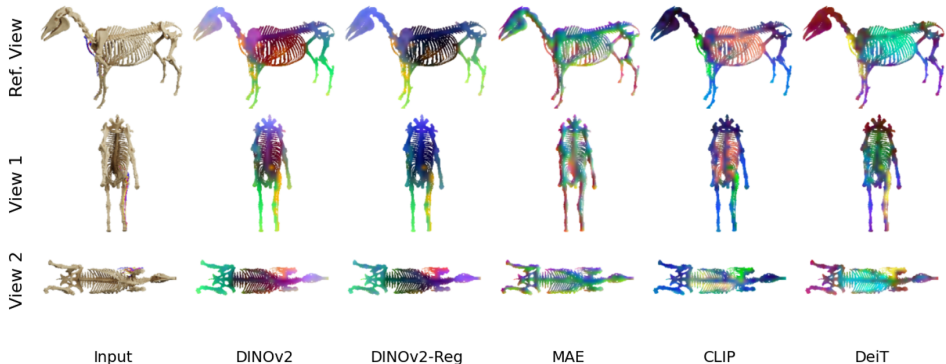 Ref. View
View 1
View 2
Input DINOv2 DINOv2-Reg MAE CLIP DeiT